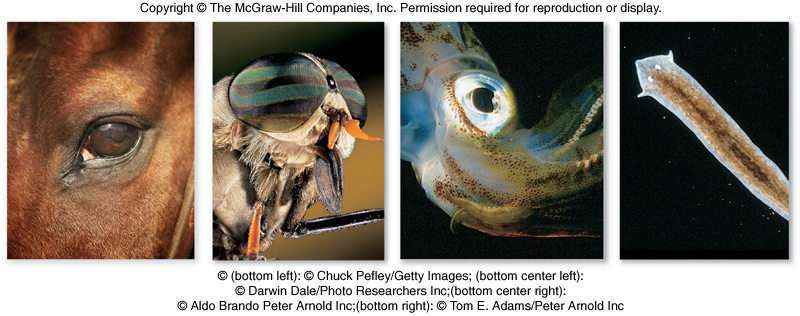 Copyright © The McGraw-Hill Companies, Inc. Permission required for reproduction or display.
© (bottom left): © Chuck Pefley/Getty Images; (bottom center left):
© Darwin Dale/Photo Researchers Inc;(bottom center right):
© Aldo Brando Peter Arnold Inc;(bottom right): © Tom E. Adams/Peter Arnold Inc